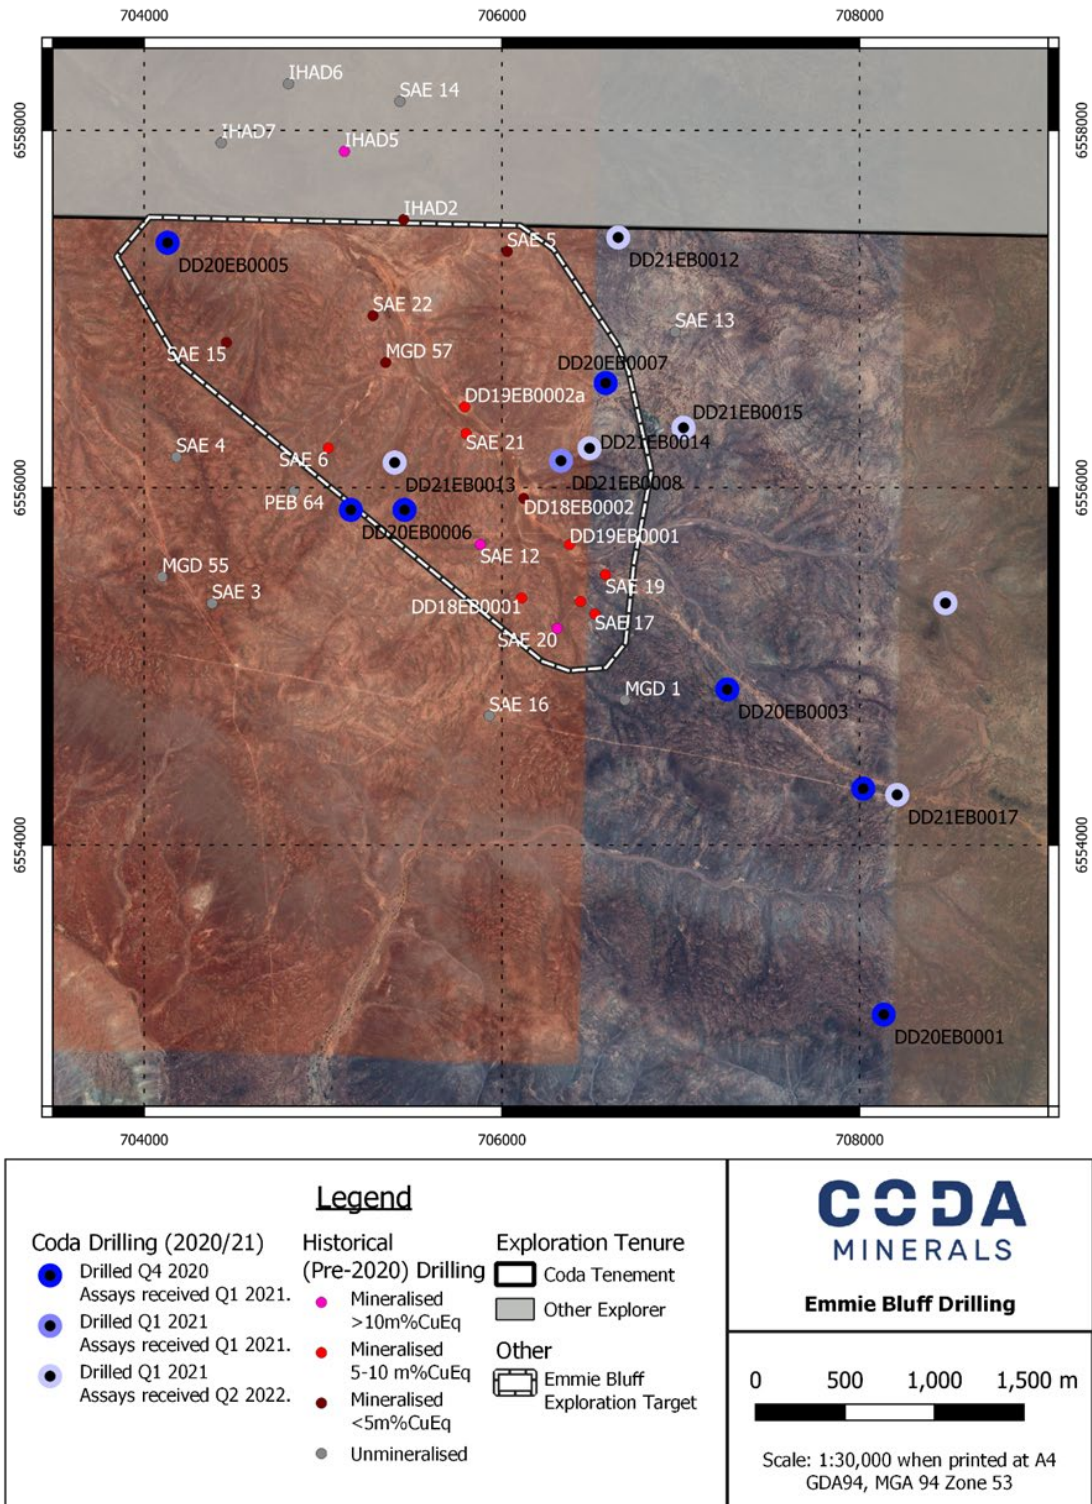 704000
706000
708000
IHAD6
SAE 14
6558000
6558000
IHAD7
IHAD5
IHAD2
SAE 5
DD20EB0005
DD21EB0012
SAE 22
SAE 13
SAE 15
MGD 57
DD20EB0007
DD19EB0002a
DD21EB0015
SAE 4
SAE 6
SAE 21
DD21EB0014
6556000
6556000
PEB 64
DD21EB0013
DD21EB0008
DD18EB0002
DD20EB0006
DD19EB0001
SAE 12
MGD 55
SAE 3
SAE 19
DD18EB0001
SAE 17
SAE 20
MGD 1
SAE 16
DD20EB0003
DD21EB0017
6554000
6554000
DD20EB0001
704000
706000
708000
Legend
Coda Drilling (2020/21)
Drilled Q4 2020
Assays received Q1 2021.
Drilled Q1 2021
Assays received Q1 2021.
Drilled Q1 2021
Assays received Q2 2022.
Historical
(Pre-2020) Drilling
Mineralised
>10m%CuEq
Mineralised
5-10 m%CuEq
Mineralised
<5m%CuEq
Unmineralised
Exploration Tenure
Coda Tenement
Other Explorer
Other
Emmie Bluff
Exploration Target
CODA
MINERALS
Emmie Bluff Drilling
0 500 1,000 1,500 m
Scale: 1:30,000 when printed at A4
GDA94, MGA 94 Zone 53